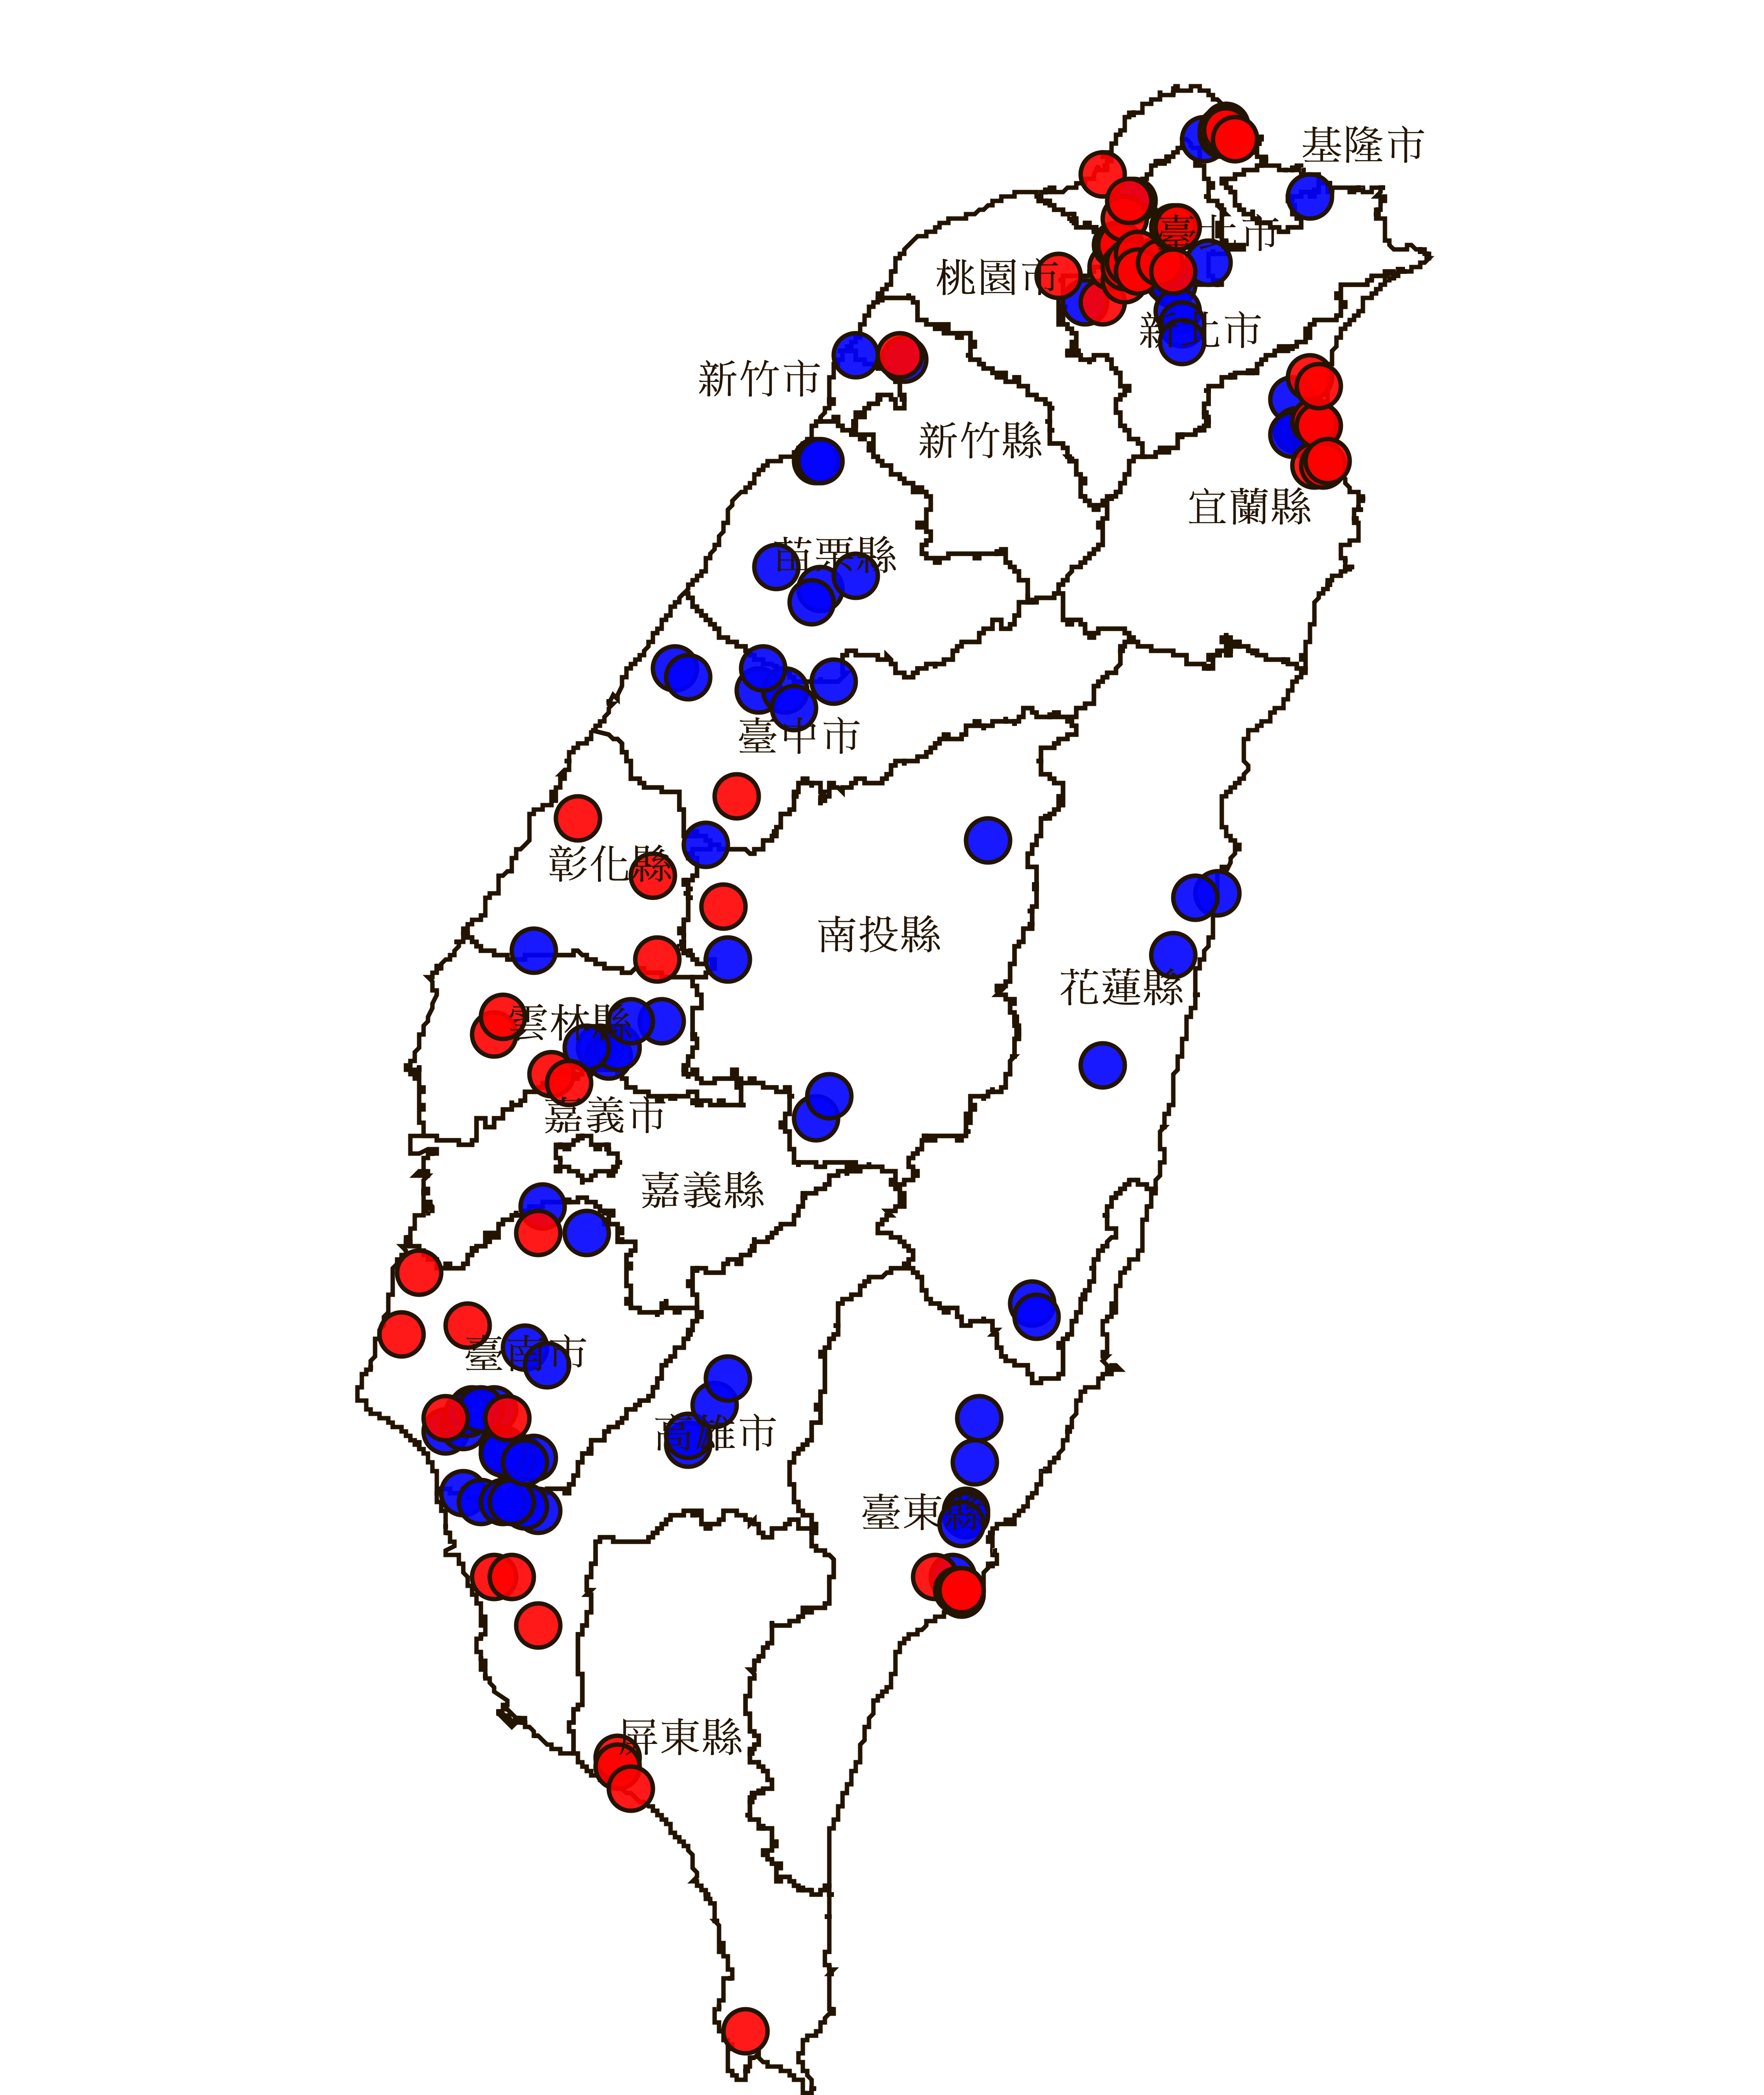 基隆市
臺北市
桃園市
新北市
新竹市
新竹縣
宜蘭縣
苗栗縣
臺中市
彰化縣
南投縣
花蓮縣
雲林縣
嘉義市
嘉義縣
臺南市
高雄市
臺東縣
屏東縣